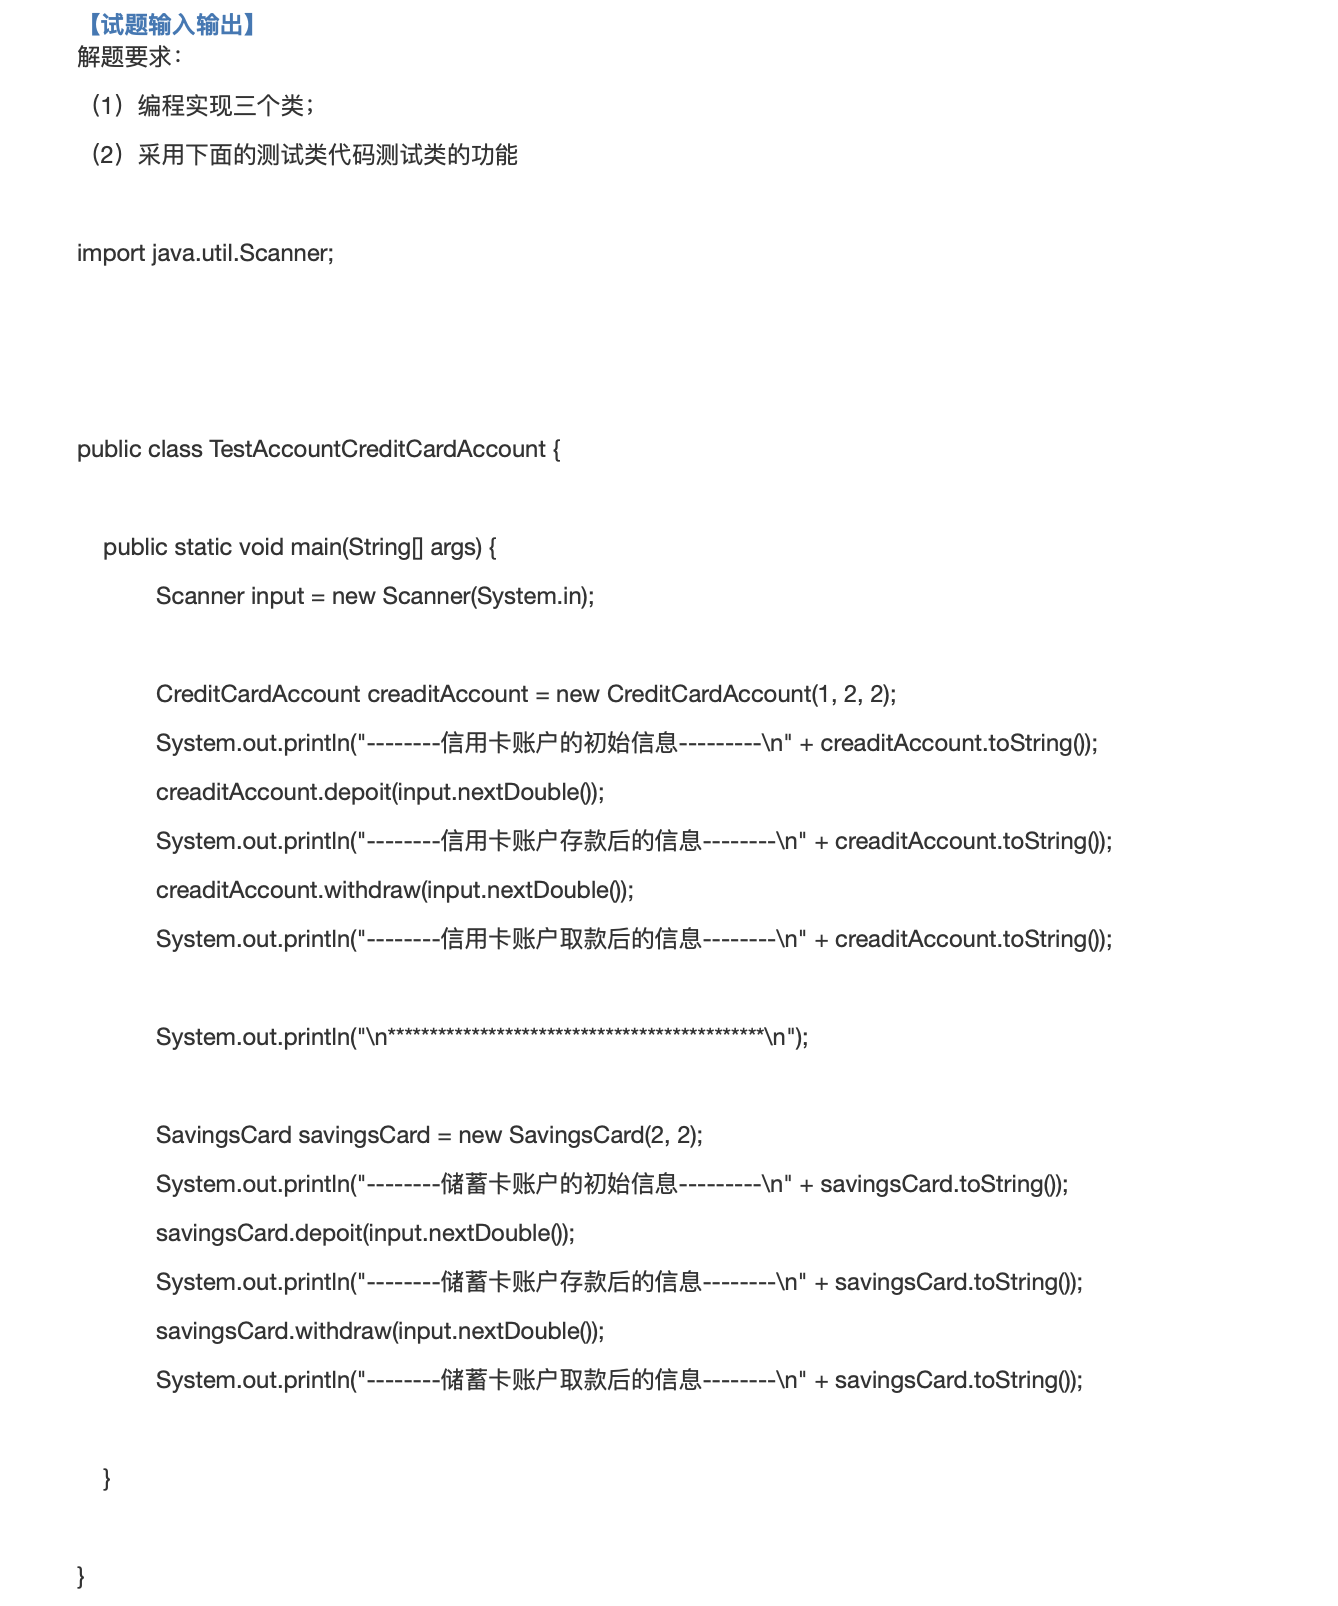 【试题输入输出】
解题要求：
（1）编程实现三个类；
（2）采用下面的测试类代码测试类的功能
import java.util.Scanner;
public class TestAccountCreditCardAccount {
public static void main(String[] args) {
Scanner input = new Scanner(System.in);
CreditCardAccount creaditAccount = new CreditCardAccount(1, 2, 2);
System.out.println("--------信用卡账户的初始信息---------\n" + creaditAccount.toString());
creaditAccount.depoit(input.nextDouble());
System.out.println("--------信用卡账户存款后的信息--------\n" + creaditAccount.toString());
creaditAccount.withdraw(input.nextDouble());
System.out.println("--------信用卡账户取款后的信息--------\n" + creaditAccount.toString());
System.out.println("\n*********************************************\n");
SavingsCard savingsCard = new SavingsCard(2, 2);
System.out.println("--------储蓄卡账户的初始信息---------\n" + savingsCard.toString());
savingsCard.depoit(input.nextDouble());
System.out.println("--------储蓄卡账户存款后的信息--------\n" + savingsCard.toString());
savingsCard.withdraw(input.nextDouble());
System.out.println("--------储蓄卡账户取款后的信息--------\n" + savingsCard.toString());
}
}